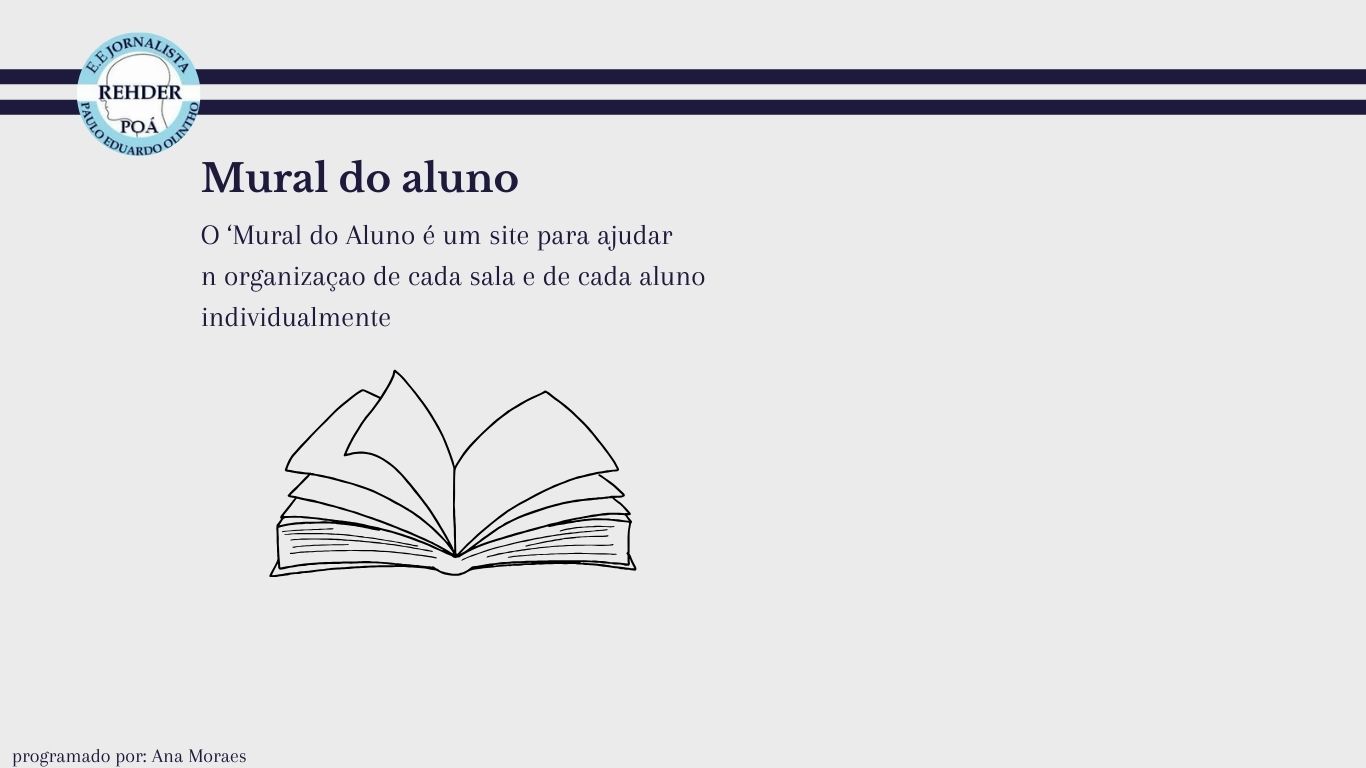 E.E JORNALISTA
REHDER
POÁ
PAULO EDUARDO OLINTHO
Mural do aluno
O ‘Mural do Aluno é um site para ajudar
n organizaçao de cada sala e de cada aluno
individualmente
programado por: Ana Moraes